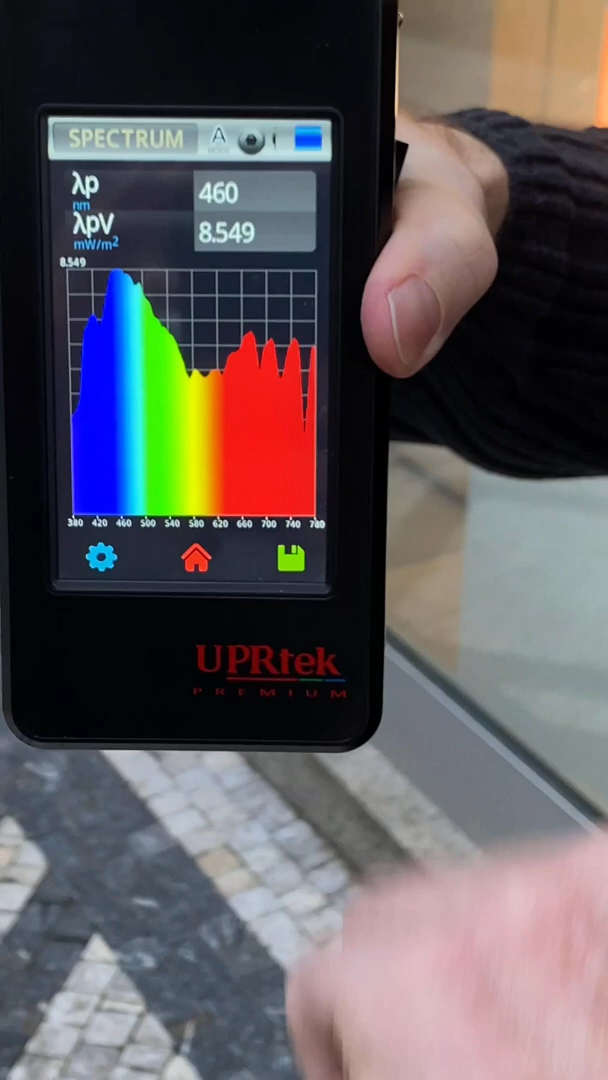 SPECTRUM A
λp 460
nm
λpV 8.549
mW/m²
8.549
380 420 460 500 540 580 620 660 700 740 780
UPRtek
PREMIUM